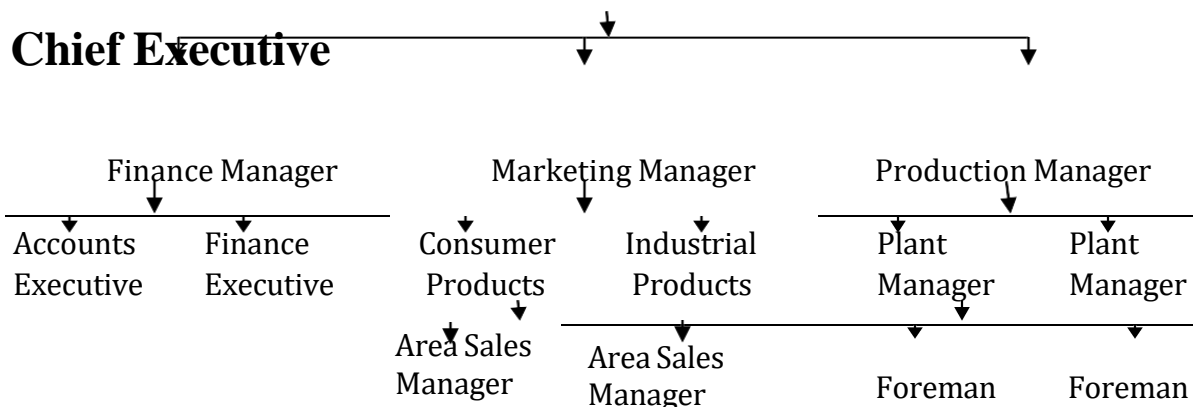 Chief Executive
Finance Manager Marketing Manager Production Manager
Accounts Finance Consumer Industrial Plant Plant
Executive Executive Products Products Manager Manager
Area Sales Area Sales
Manager Manager Foreman Foreman